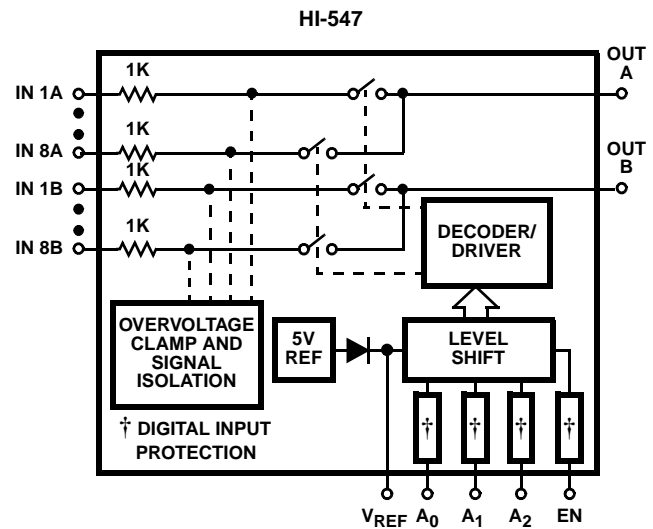 HI-547
OUT
A
1K
IN 1A
1K
IN 8A
OUT
B
1K
IN 1B
1K
IN 8B
DECODER/
DRIVER
OVERVOLTAGE
CLAMP AND
SIGNAL
ISOLATION
5V
REF
LEVEL
SHIFT
† DIGITAL INPUT
PROTECTION
† † † †
VREF A0 A1 A2 EN